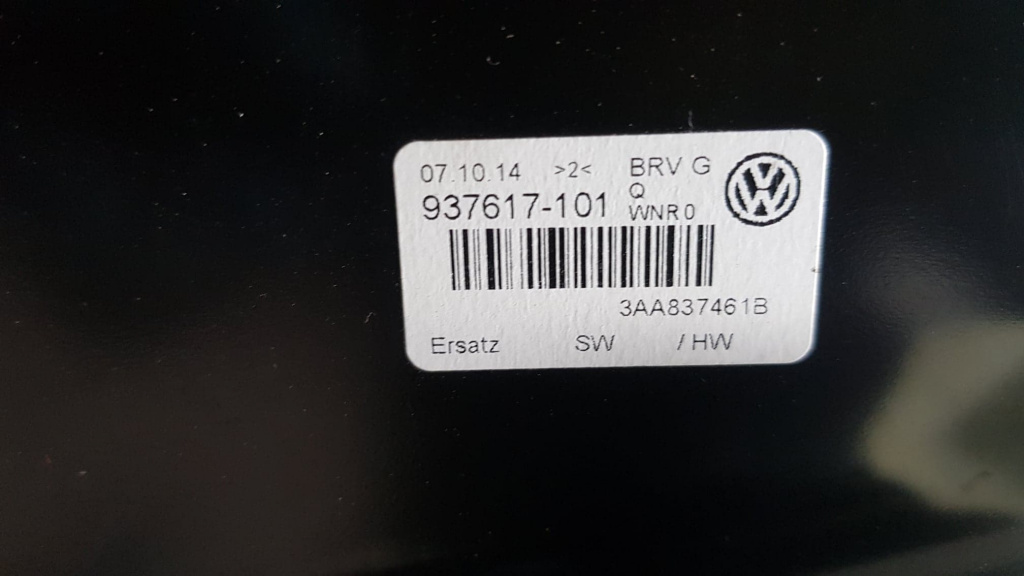 07.10.14 >2< BRV G
Q
937617-101 WNR 0
3AA837461B
Ersatz SW / HW